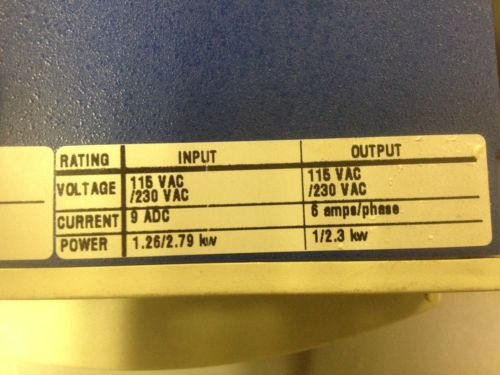 RATING INPUT OUTPUT
VOLTAGE 115 VAC /230 VAC 115 VAC /230 VAC
CURRENT 9 ADC 6 amps/phase
POWER 1.26/2.79 kw 1/2.3 kw